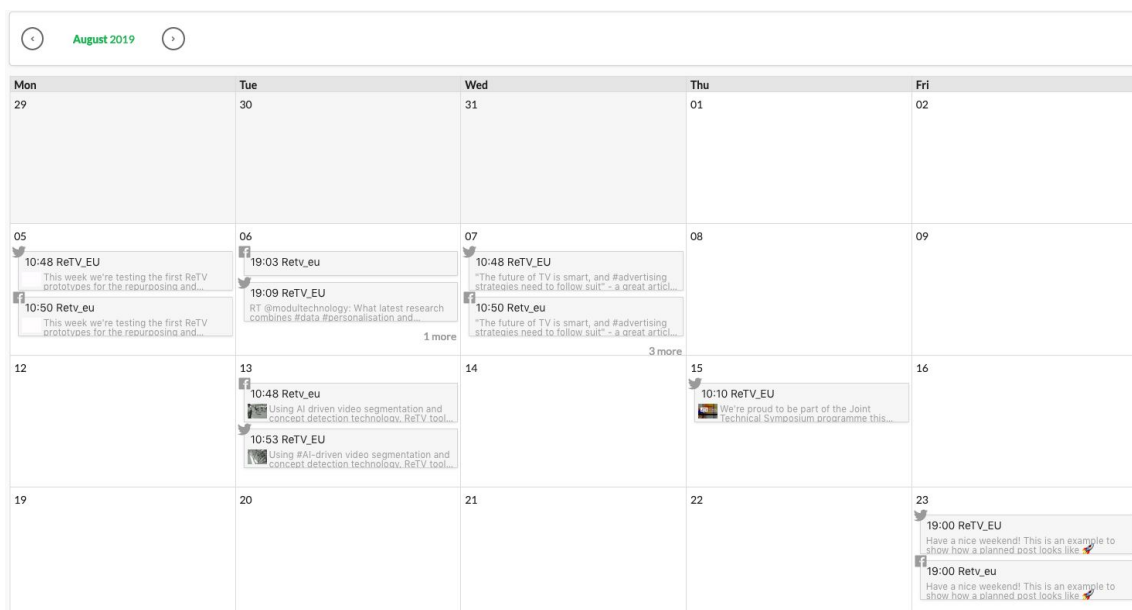 August 2019
Mon Tue Wed Thu Fri
29 30 31 01 02
05
10:48 ReTV_EU
This week we're testing the first ReTV
prototypes for the repurposing and...
10:50 Retv_eu
This week we're testing the first ReTV
prototypes for the repurposing and...
06
19:03 Retv_eu
19:09 ReTV_EU
RT @modultechnology: What latest research
combines #data #personalisation and...
1 more
07
10:48 ReTV_EU
"The future of TV is smart, and #advertising
strategies need to follow suit" - a great articl...
10:50 Retv_eu
"The future of TV is smart, and #advertising
strategies need to follow suit" - a great articl...
3 more
08
09
12
13
10:48 Retv_eu
Using AI driven video segmentation and
concept detection technology, ReTV tool...
10:53 ReTV_EU
Using #AI-driven video segmentation and
concept detection technology, ReTV tool...
14
15
10:10 ReTV_EU
We're proud to be part of the Joint
Technical Symposium programme this...
16
19
20
21
22
23
19:00 ReTV_EU
Have a nice weekend! This is an example to
show how a planned post looks like 🚀
19:00 Retv_eu
Have a nice weekend! This is an example to
show how a planned post looks like 🚀